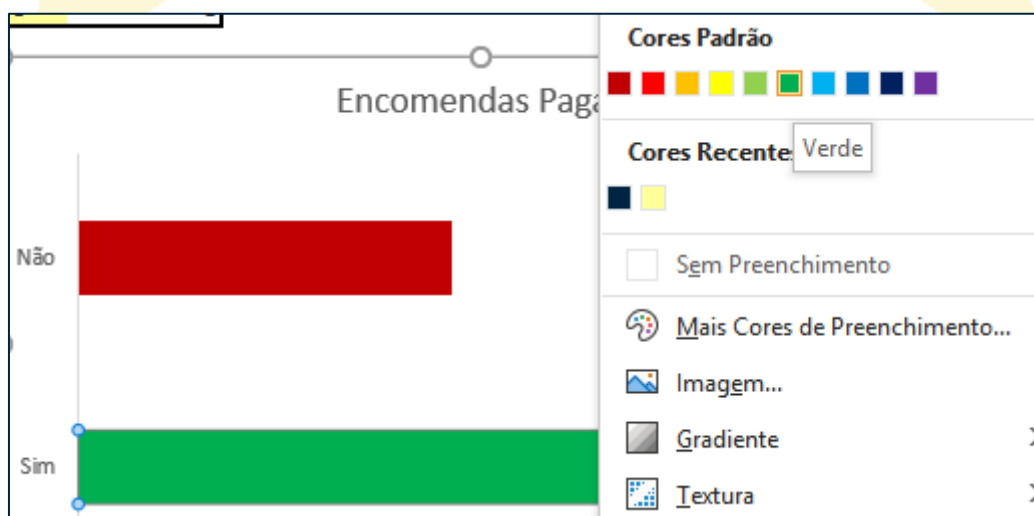 Cores Padrão
Encomendas Paga
Cores Recente
Verde
Não
Sem Preenchimento
Mais Cores de Preenchimento...
Imagem...
Gradiente
Sim
Textura